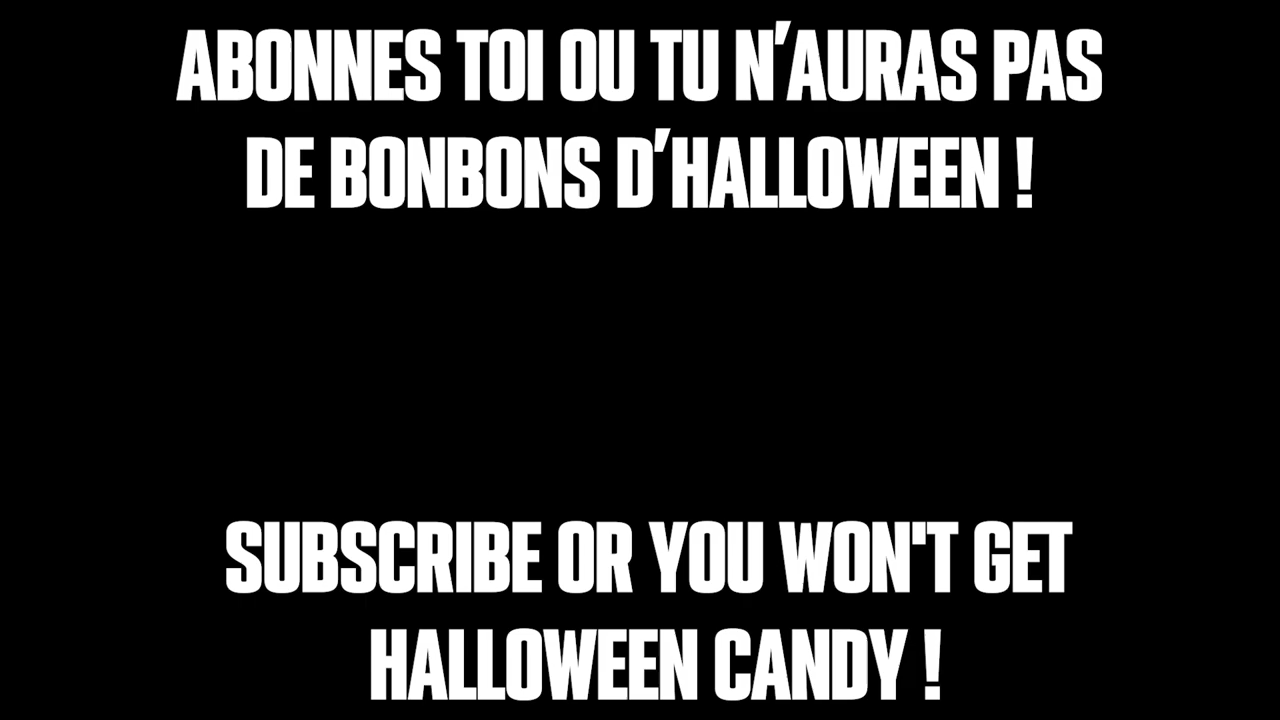 ABONNES TOI OU TU N'AURAS PAS
DE BONBONS D'HALLOWEEN !
SUBSCRIBE OR YOU WON'T GET
HALLOWEEN CANDY !